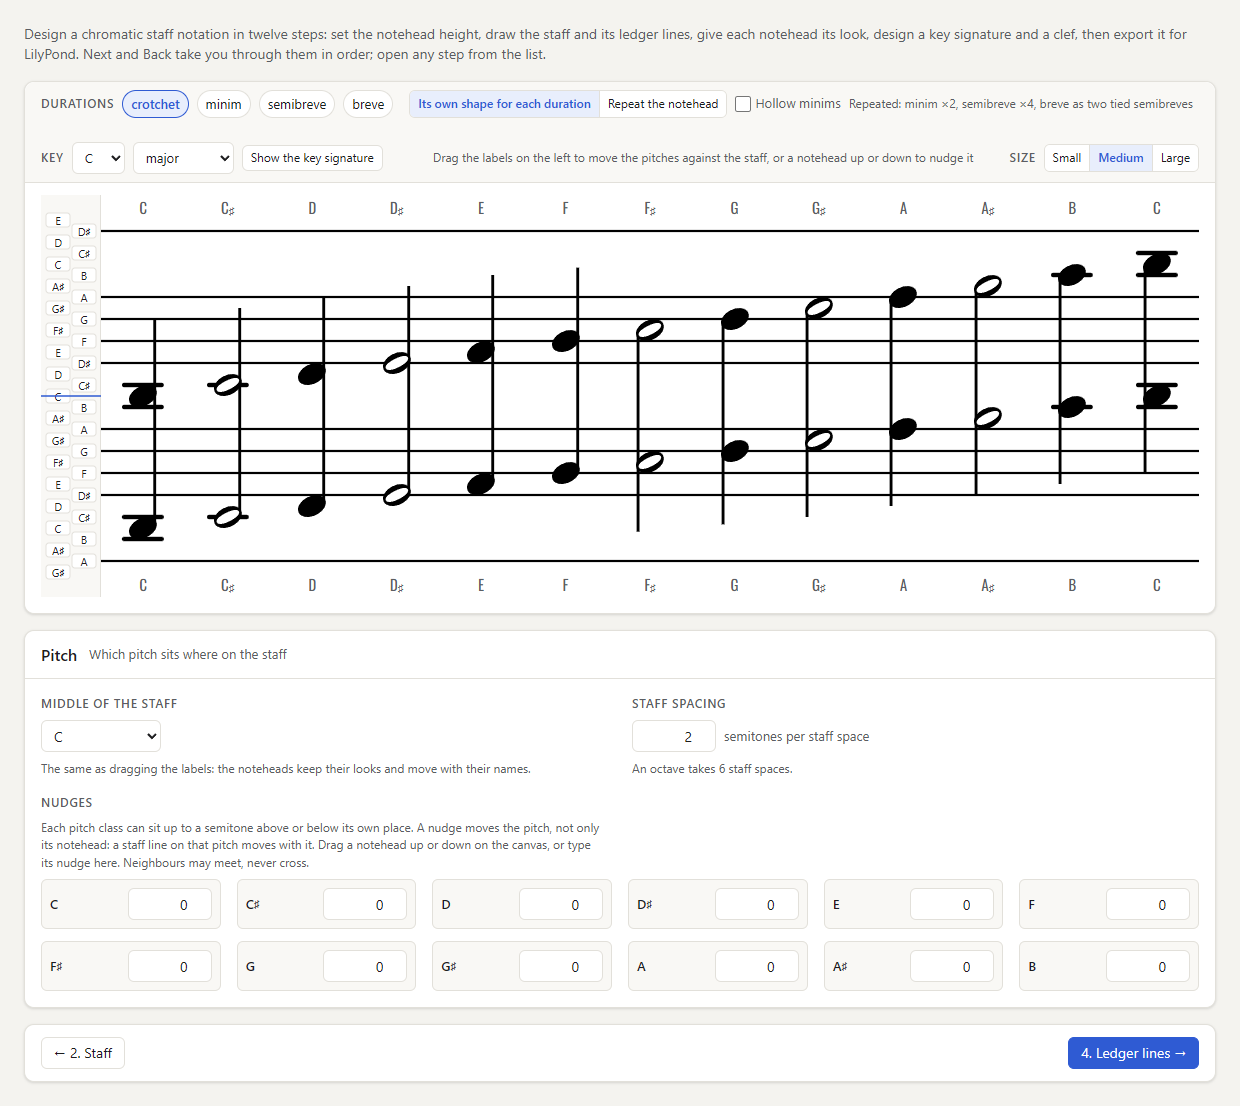 Design a chromatic staff notation in twelve steps: set the notehead height, draw the staff and its ledger lines, give each notehead its look, design a key signature and a clef, then export it for
LilyPond. Next and Back take you through them in order; open any step from the list.
DURATIONS crotchet minim semibreve breve Its own shape for each duration Repeat the notehead Hollow minims Repeated: minim ×2, semibreve ×4, breve as two tied semibreves
KEY C major Show the key signature Drag the labels on the left to move the pitches against the staff, or a notehead up or down to nudge it SIZE Small Medium Large
C C♯ D D♯ E F F♯ G G♯ A A♯ B C
E
D♯
D
C♯
C
B
A♯
A
G♯
G
F♯
F
E
D♯
D
C♯
C
B
A♯
A
G♯
G
F♯
F
E
D♯
D
C♯
C
B
A♯
A
G♯
C C♯ D D♯ E F F♯ G G♯ A A♯ B C
Pitch Which pitch sits where on the staff
MIDDLE OF THE STAFF
C
The same as dragging the labels: the noteheads keep their looks and move with their names.
STAFF SPACING
2 semitones per staff space
An octave takes 6 staff spaces.
NUDGES
Each pitch class can sit up to a semitone above or below its own place. A nudge moves the pitch, not only
its notehead: a staff line on that pitch moves with it. Drag a notehead up or down on the canvas, or type
its nudge here. Neighbours may meet, never cross.
C 0 C♯ 0 D 0 D♯ 0 E 0 F 0
F♯ 0 G 0 G♯ 0 A 0 A♯ 0 B 0
← 2. Staff
4. Ledger lines →